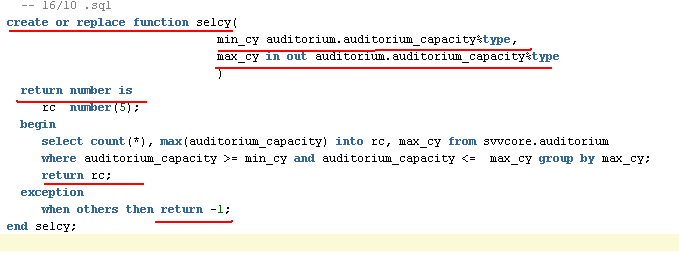 -- 16/10 .sql
create or replace function selcy(
min_cy auditorium.auditorium_capacity%type,
max_cy in out auditorium.auditorium_capacity%type
)
return number is
rc number(5);
begin
select count(*), max(auditorium_capacity) into rc, max_cy from svvcore.auditorium
where auditorium_capacity >= min_cy and auditorium_capacity <= max_cy group by max_cy;
return rc;
exception
when others then return -1;
end selcy;